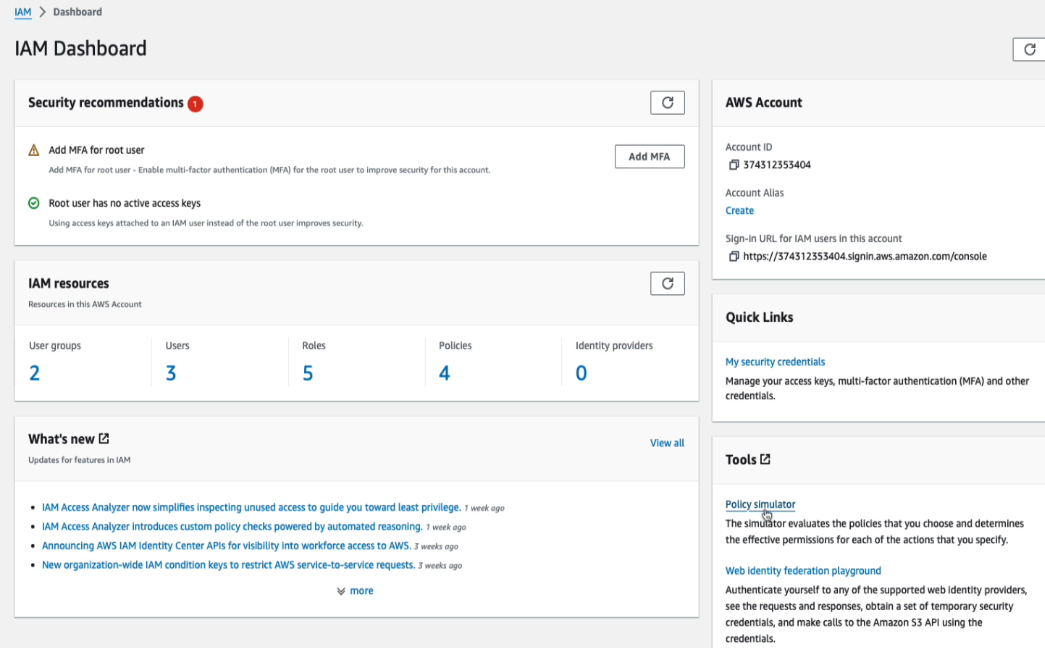 IAM > Dashboard
IAM Dashboard
Security recommendations 1
Add MFA for root user
Add MFA
Add MFA for root user - Enable multi-factor authentication (MFA) for the root user to improve security for this account.
Root user has no active access keys
Using access keys attached to an IAM user instead of the root user improves security.
IAM resources
Resources in this AWS Account
User groups
2
Users
3
Roles
5
Policies
4
Identity providers
0
What's new
View all
Updates for features in IAM
• IAM Access Analyzer now simplifies inspecting unused access to guide you toward least privilege. 1 week ago
• IAM Access Analyzer introduces custom policy checks powered by automated reasoning. 1 week ago
• Announcing AWS IAM Identity Center APIs for visibility into workforce access to AWS. 3 weeks ago
• New organization-wide IAM condition keys to restrict AWS service-to-service requests. 3 weeks ago
more
AWS Account
Account ID
374312353404
Account Alias
Create
Sign-in URL for IAM users in this account
https://374312353404.signin.aws.amazon.com/console
Quick Links
My security credentials
Manage your access keys, multi-factor authentication (MFA) and other
credentials.
Tools
Policy simulator
The simulator evaluates the policies that you choose and determines
the effective permissions for each of the actions that you specify.
Web identity federation playground
Authenticate yourself to any of the supported web identity providers,
see the requests and responses, obtain a set of temporary security
credentials, and make calls to the Amazon S3 API using the
credentials.